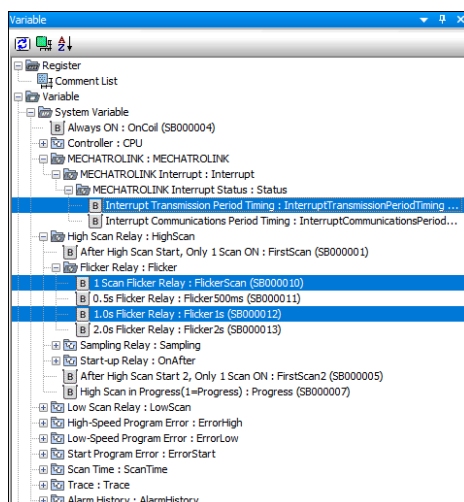 Variable
Register
Comment List
Variable
System Variable
B Always ON : OnCoil (SB000004)
Controller : CPU
MECHATROLINK : MECHATROLINK
MECHATROLINK Interrupt : Interrupt
MECHATROLINK Interrupt Status : Status
B Interrupt Transmission Period Timing : InterruptTransmissionPeriodTiming ...
B Interrupt Communications Period Timing : InterruptCommunicationsPeriod...
High Scan Relay : HighScan
B After High Scan Start, Only 1 Scan ON : FirstScan (SB000001)
Flicker Relay : Flicker
B 1 Scan Flicker Relay : FlickerScan (SB000010)
B 0.5s Flicker Relay : Flicker500ms (SB000011)
B 1.0s Flicker Relay : Flicker1s (SB000012)
B 2.0s Flicker Relay : Flicker2s (SB000013)
Sampling Relay : Sampling
Start-up Relay : OnAfter
B After High Scan Start 2, Only 1 Scan ON : FirstScan2 (SB000005)
B High Scan in Progress(1=Progress) : Progress (SB000007)
Low Scan Relay : LowScan
High-Speed Program Error : ErrorHigh
Low-Speed Program Error : ErrorLow
Start Program Error : ErrorStart
Scan Time : ScanTime
Trace : Trace
Alarm History : AlarmHistory